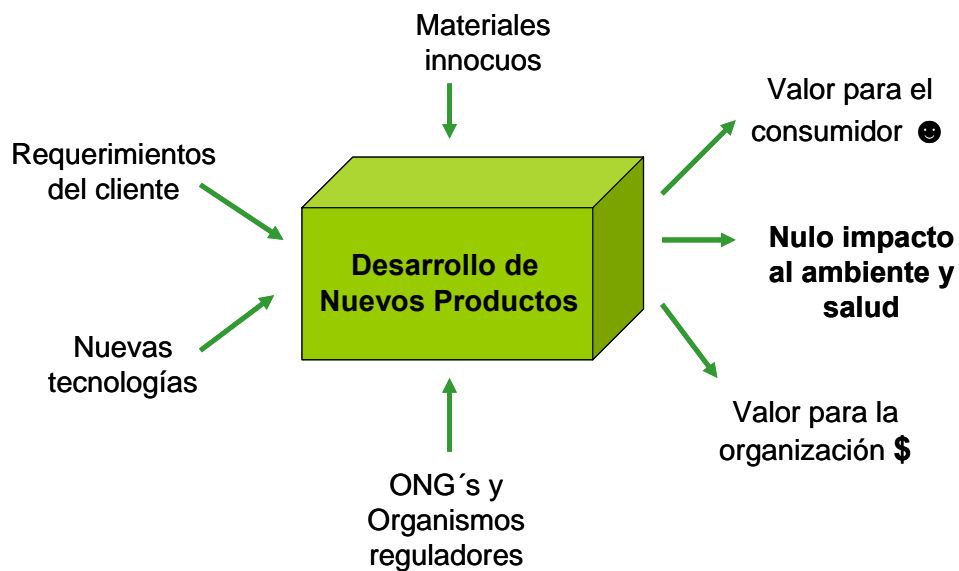 Materiales
innocuos
Valor para el
consumidor ☻
Requerimientos
del cliente
Desarrollo de
Nuevos Productos
Nulo impacto
al ambiente y
salud
Nuevas
tecnologías
Valor para la
organización $
ONG´s y
Organismos
reguladores